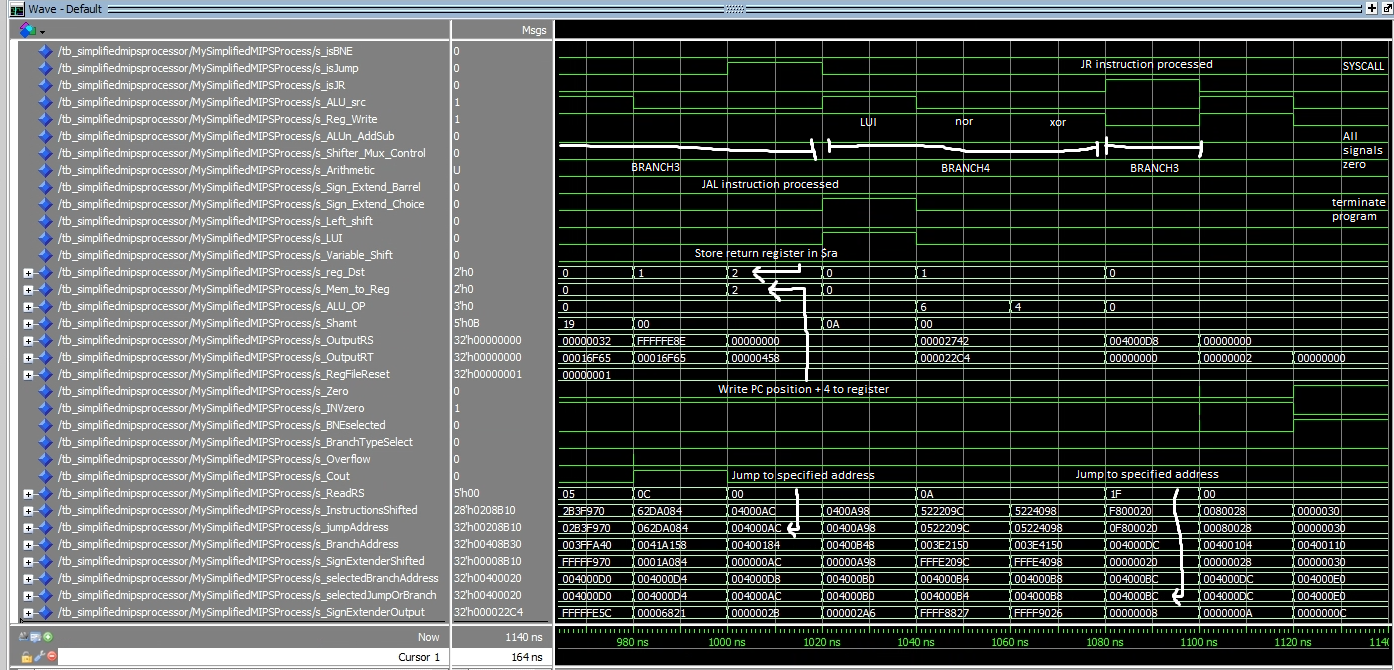 Wave - Default
Msgs
/tb_simplifiedmipsprocessor/MySimplifiedMIPSProcess/s_isBNE 0
/tb_simplifiedmipsprocessor/MySimplifiedMIPSProcess/s_isJump 0 JR instruction processed SYSCALL
/tb_simplifiedmipsprocessor/MySimplifiedMIPSProcess/s_isJR 0
/tb_simplifiedmipsprocessor/MySimplifiedMIPSProcess/s_ALU_src 1
/tb_simplifiedmipsprocessor/MySimplifiedMIPSProcess/s_Reg_Write 1 LUI nor xor
/tb_simplifiedmipsprocessor/MySimplifiedMIPSProcess/s_ALUn_AddSub 0 All
/tb_simplifiedmipsprocessor/MySimplifiedMIPSProcess/s_Shifter_Mux_Control 0 signals
/tb_simplifiedmipsprocessor/MySimplifiedMIPSProcess/s_Arithmetic U BRANCH3 BRANCH4 BRANCH3 zero
/tb_simplifiedmipsprocessor/MySimplifiedMIPSProcess/s_Sign_Extend_Barrel 0 JAL instruction processed
/tb_simplifiedmipsprocessor/MySimplifiedMIPSProcess/s_Sign_Extend_Choice 0 terminate
/tb_simplifiedmipsprocessor/MySimplifiedMIPSProcess/s_Left_shift 0 program
/tb_simplifiedmipsprocessor/MySimplifiedMIPSProcess/s_LUI 0
/tb_simplifiedmipsprocessor/MySimplifiedMIPSProcess/s_Variable_Shift 0 Store return register in $ra
/tb_simplifiedmipsprocessor/MySimplifiedMIPSProcess/s_reg_Dst 2'h0 0 1 2 0 1 0
/tb_simplifiedmipsprocessor/MySimplifiedMIPSProcess/s_Mem_to_Reg 2'h0 0 2 0
/tb_simplifiedmipsprocessor/MySimplifiedMIPSProcess/s_ALU_OP 3'h0 0 6 4 0
/tb_simplifiedmipsprocessor/MySimplifiedMIPSProcess/s_Shamt 5'h0B 19 00 0A 00
/tb_simplifiedmipsprocessor/MySimplifiedMIPSProcess/s_OutputRS 32'h00000000 00000032 FFFFFE8E 00000000 00002742 004000D8 00000000
/tb_simplifiedmipsprocessor/MySimplifiedMIPSProcess/s_OutputRT 32'h00000000 00016F65 00016F65 00000458 000022C4 00000000 00000002 00000000
/tb_simplifiedmipsprocessor/MySimplifiedMIPSProcess/s_RegFileReset 32'h00000001 00000001
/tb_simplifiedmipsprocessor/MySimplifiedMIPSProcess/s_Zero 0 Write PC position + 4 to register
/tb_simplifiedmipsprocessor/MySimplifiedMIPSProcess/s_INVzero 1
/tb_simplifiedmipsprocessor/MySimplifiedMIPSProcess/s_BNEselected 0
/tb_simplifiedmipsprocessor/MySimplifiedMIPSProcess/s_BranchTypeSelect 0
/tb_simplifiedmipsprocessor/MySimplifiedMIPSProcess/s_Overflow 0
/tb_simplifiedmipsprocessor/MySimplifiedMIPSProcess/s_Cout 0 Jump to specified address Jump to specified address
/tb_simplifiedmipsprocessor/MySimplifiedMIPSProcess/s_ReadRS 5'h00 05 0C 00 0A 1F 00
/tb_simplifiedmipsprocessor/MySimplifiedMIPSProcess/s_InstructionsShifted 28'h0208B10 2B3F970 62DA084 04000AC 0400A98 522209C 5224098 F800020 0080028 0000030
/tb_simplifiedmipsprocessor/MySimplifiedMIPSProcess/s_jumpAddress 32'h00208B10 02B3F970 062DA084 004000AC 00400A98 0522209C 05224098 0F800020 00080028 00000030
/tb_simplifiedmipsprocessor/MySimplifiedMIPSProcess/s_BranchAddress 32'h00408B30 003FFA40 0041A158 00400184 00400B48 003E2150 003E4150 004000DC 00400104 00400110
/tb_simplifiedmipsprocessor/MySimplifiedMIPSProcess/s_SignExtenderShifted 32'h00008B10 FFFFF970 0001A084 000000AC 00000A98 FFFE209C FFFE4098 00000020 00000028 00000030
/tb_simplifiedmipsprocessor/MySimplifiedMIPSProcess/s_selectedBranchAddress 32'h00400020 004000D0 004000D4 004000D8 004000B0 004000B4 004000B8 004000BC 004000DC 004000E0
/tb_simplifiedmipsprocessor/MySimplifiedMIPSProcess/s_selectedJumpOrBranch 32'h00400020 004000D0 004000D4 004000AC 004000B0 004000B4 004000B8 004000BC 004000DC 004000E0
/tb_simplifiedmipsprocessor/MySimplifiedMIPSProcess/s_SignExtenderOutput 32'h000022C4 FFFFFE5C 00006821 0000002B 000002A6 FFFF8827 FFFF9026 00000008 0000000A 0000000C
Now 1140 ns 980 ns 1000 ns 1020 ns 1040 ns 1060 ns 1080 ns 1100 ns 1120 ns
Cursor 1 164 ns